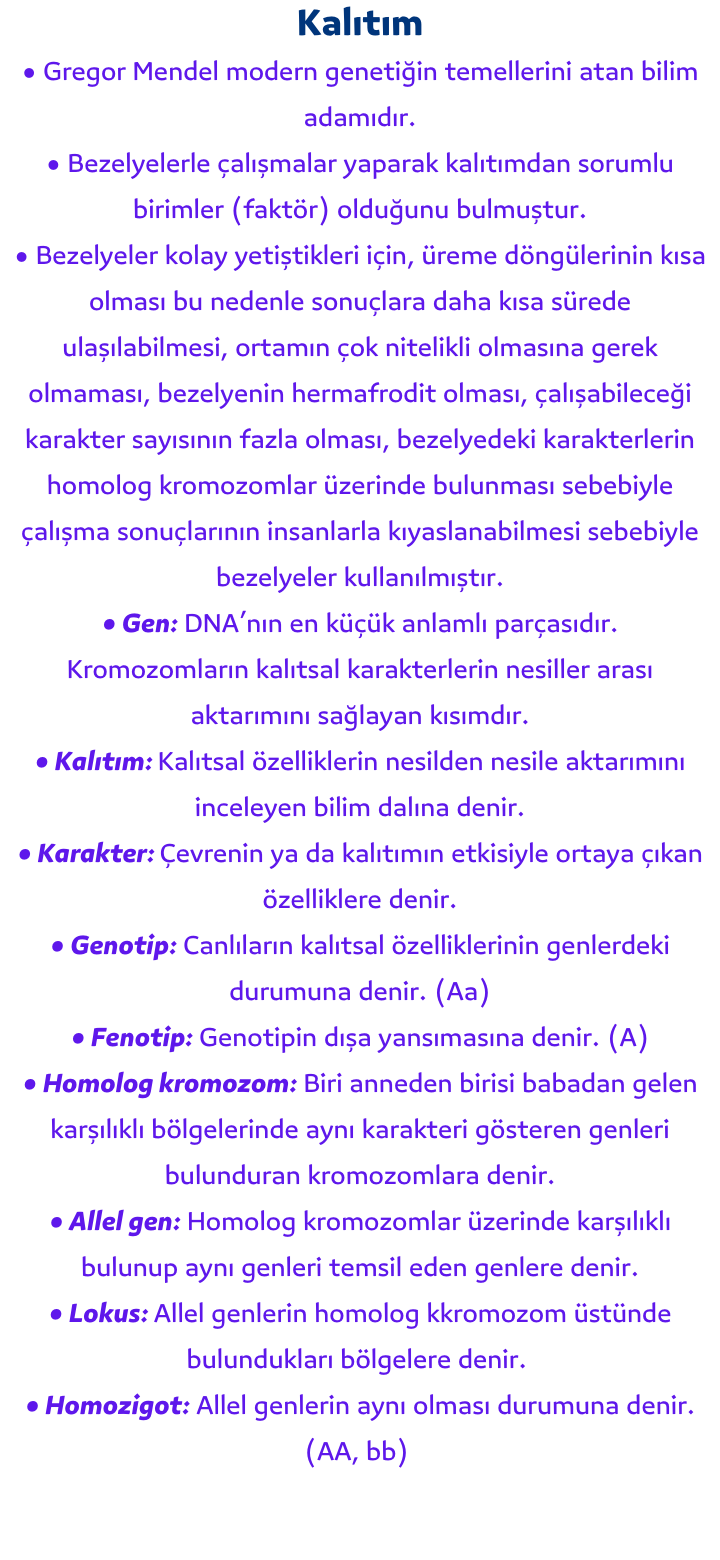 Kalıtım
• Gregor Mendel modern genetiğin temellerini atan bilim
adamıdır.
• Bezelyelerle çalışmalar yaparak kalıtımdan sorumlu
birimler (faktör) olduğunu bulmuştur.
• Bezelyeler kolay yetiştikleri için, üreme döngülerinin kısa
olması bu nedenle sonuçlara daha kısa sürede
ulaşılabilmesi, ortamın çok nitelikli olmasına gerek
olmaması, bezelyenin hermafrodit olması, çalışabileceği
karakter sayısının fazla olması, bezelyedeki karakterlerin
homolog kromozomlar üzerinde bulunması sebebiyle
çalışma sonuçlarının insanlarla kıyaslanabilmesi sebebiyle
bezelyeler kullanılmıştır.
• Gen: DNA’nın en küçük anlamlı parçasıdır.
Kromozomların kalıtsal karakterlerin nesiller arası
aktarımını sağlayan kısımdır.
• Kalıtım: Kalıtsal özelliklerin nesilden nesile aktarımını
inceleyen bilim dalına denir.
• Karakter: Çevrenin ya da kalıtımın etkisiyle ortaya çıkan
özelliklere denir.
• Genotip: Canlıların kalıtsal özelliklerinin genlerdeki
durumuna denir. (Aa)
• Fenotip: Genotipin dışa yansımasına denir. (A)
• Homolog kromozom: Biri anneden birisi babadan gelen
karşılıklı bölgelerinde aynı karakteri gösteren genleri
bulunduran kromozomlara denir.
• Allel gen: Homolog kromozomlar üzerinde karşılıklı
bulunup aynı genleri temsil eden genlere denir.
• Lokus: Allel genlerin homolog kkromozom üstünde
bulundukları bölgelere denir.
• Homozigot: Allel genlerin aynı olması durumuna denir.
(AA, bb)